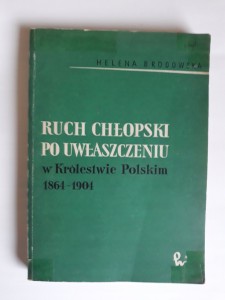 HELENA BRODOWSKA
RUCH CHŁOPSKI
PO UWŁASZCZENIU
w Królestwie Polskim
1864–1904